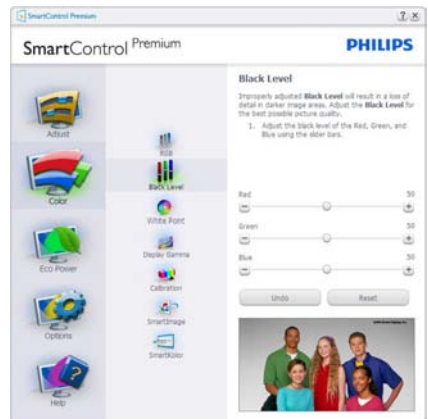 SmartControl Premium
? X
SmartControl Premium
PHILIPS
Adjust
Color
Eco Power
Options
Help
RGB
Black Level
White Point
Display Gamma
Calibration
SmartImage
SmartKolor
Black Level
Improperly adjusted Black Level will result in a loss of
detail in darker image areas. Adjust the Black Level for
the best possible picture quality.
1. Adjust the black level of the Red, Green, and
Blue using the slider bars.
Red 50
Green 50
Blue 50
Undo Reset